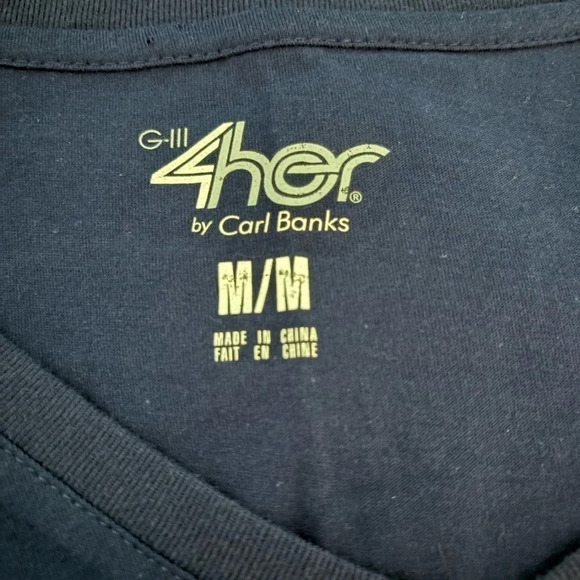 G-III
4her®
by Carl Banks
M/M
MADE IN CHINA
FAIT EN CHINE